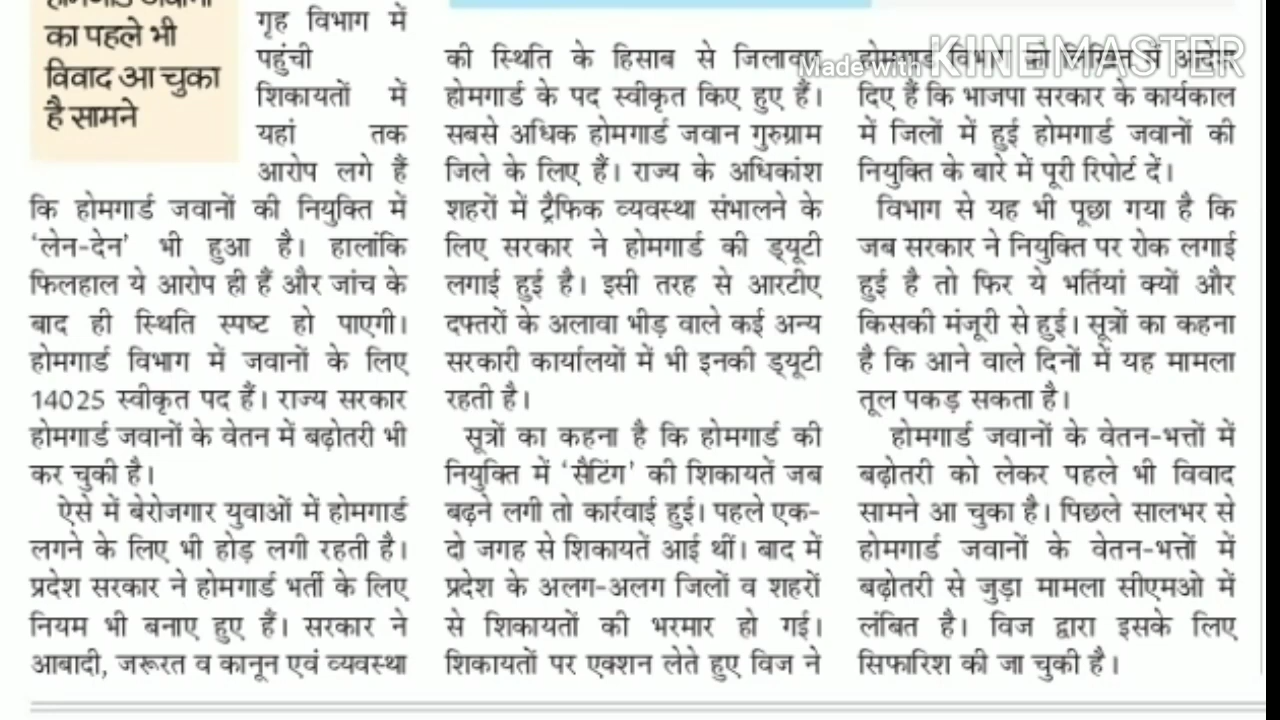 का पहले भी
विवाद आ चुका
है सामने
गृह विभाग में
पहुंची
शिकायतों में
यहां तक
आरोप लगे हैं
कि होमगार्ड जवानों की नियुक्ति में
‘लेन-देन’ भी हुआ है। हालांकि
फिलहाल ये आरोप ही हैं और जांच के
बाद ही स्थिति स्पष्ट हो पाएगी।
होमगार्ड विभाग में जवानों के लिए
14025 स्वीकृत पद हैं। राज्य सरकार
होमगार्ड जवानों के वेतन में बढ़ोतरी भी
कर चुकी है।
ऐसे में बेरोजगार युवाओं में होमगार्ड
लगने के लिए भी होड़ लगी रहती है।
प्रदेश सरकार ने होमगार्ड भर्ती के लिए
नियम भी बनाए हुए हैं। सरकार ने
आबादी, जरूरत व कानून एवं व्यवस्था
की स्थिति के हिसाब से जिलावार
होमगार्ड के पद स्वीकृत किए हुए हैं।
सबसे अधिक होमगार्ड जवान गुरुग्राम
जिले के लिए हैं। राज्य के अधिकांश
शहरों में ट्रैफिक व्यवस्था संभालने के
लिए सरकार ने होमगार्ड की ड्यूटी
लगाई हुई है। इसी तरह से आरटीए
दफ्तरों के अलावा भीड़ वाले कई अन्य
सरकारी कार्यालयों में भी इनकी ड्यूटी
रहती है।
सूत्रों का कहना है कि होमगार्ड की
नियुक्ति में ‘सैटिंग’ की शिकायतें जब
बढ़ने लगी तो कार्रवाई हुई। पहले एक-
दो जगह से शिकायतें आई थीं। बाद में
प्रदेश के अलग-अलग जिलों व शहरों
से शिकायतों की भरमार हो गई।
शिकायतों पर एक्शन लेते हुए विज ने
Made with KINEMASTER
होमगार्ड विभाग को लिखित में आदेश
दिए हैं कि भाजपा सरकार के कार्यकाल
में जिलों में हुई होमगार्ड जवानों की
नियुक्ति के बारे में पूरी रिपोर्ट दें।
विभाग से यह भी पूछा गया है कि
जब सरकार ने नियुक्ति पर रोक लगाई
हुई है तो फिर ये भर्तियां क्यों और
किसकी मंजूरी से हुई। सूत्रों का कहना
है कि आने वाले दिनों में यह मामला
तूल पकड़ सकता है।
होमगार्ड जवानों के वेतन-भत्तों में
बढ़ोतरी को लेकर पहले भी विवाद
सामने आ चुका है। पिछले सालभर से
होमगार्ड जवानों के वेतन-भत्तों में
बढ़ोतरी से जुड़ा मामला सीएमओ में
लंबित है। विज द्वारा इसके लिए
सिफारिश की जा चुकी है।